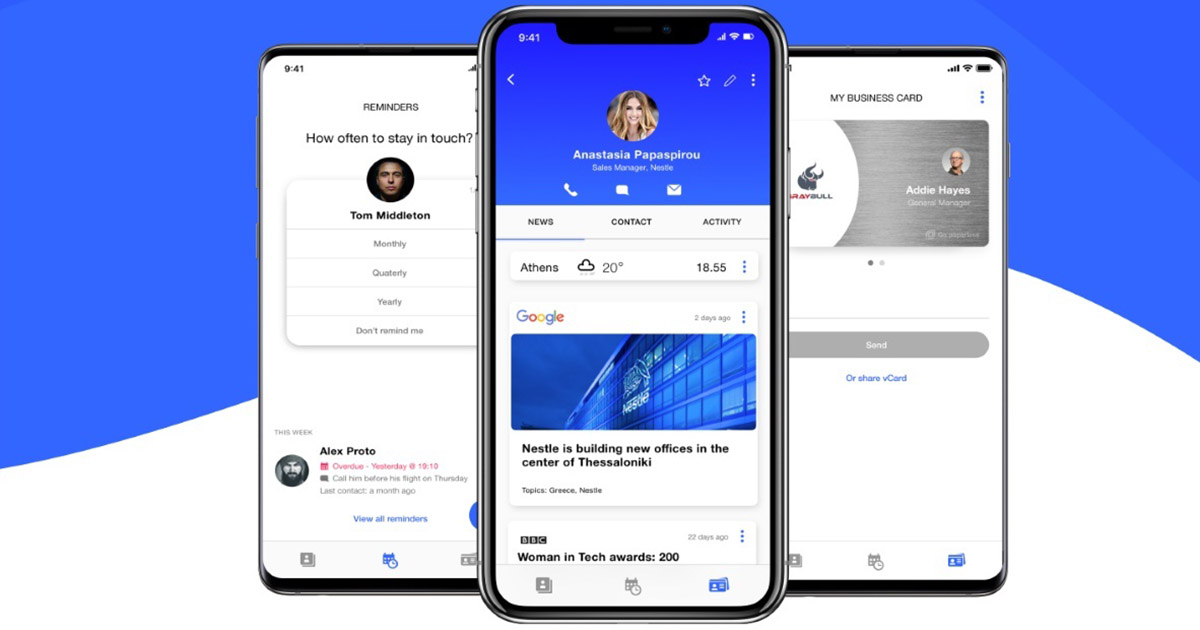 9:41
REMINDERS
How often to stay in touch?
Tom Middleton
Monthly
Quaterly
Yearly
Don't remind me
THIS WEEK
Alex Proto
Overdue - Yesterday @ 19:10
Call him before his flight on Thursday
Last contact: a month ago
View all reminders
9:41
Anastasia Papaspirou
Sales Manager, Nestle
NEWS CONTACT ACTIVITY
Athens 20° 18.55
Google 2 days ago
Nestle
Nestle is building new offices in the
center of Thessaloniki
Topics: Greece, Nestle
BBC 22 days ago
Woman in Tech awards: 200
MY BUSINESS CARD
GRAYBULL
Addie Hayes
General Manager
Send
Or share vCard